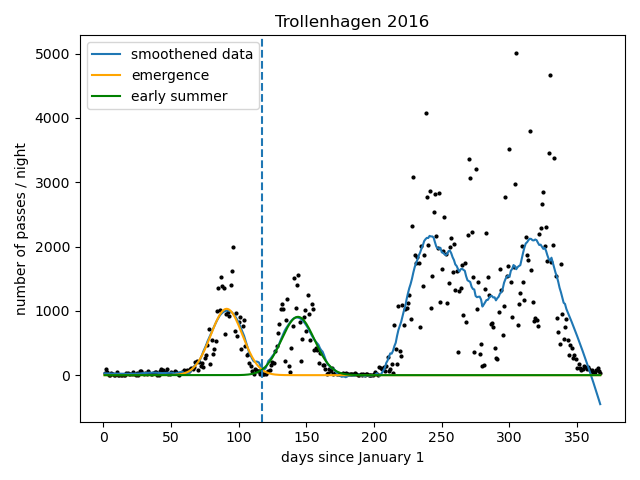 Trollenhagen 2016
smoothened data
emergence
early summer
number of passes / night
5000
4000
3000
2000
1000
0
0 50 100 150 200 250 300 350
days since January 1